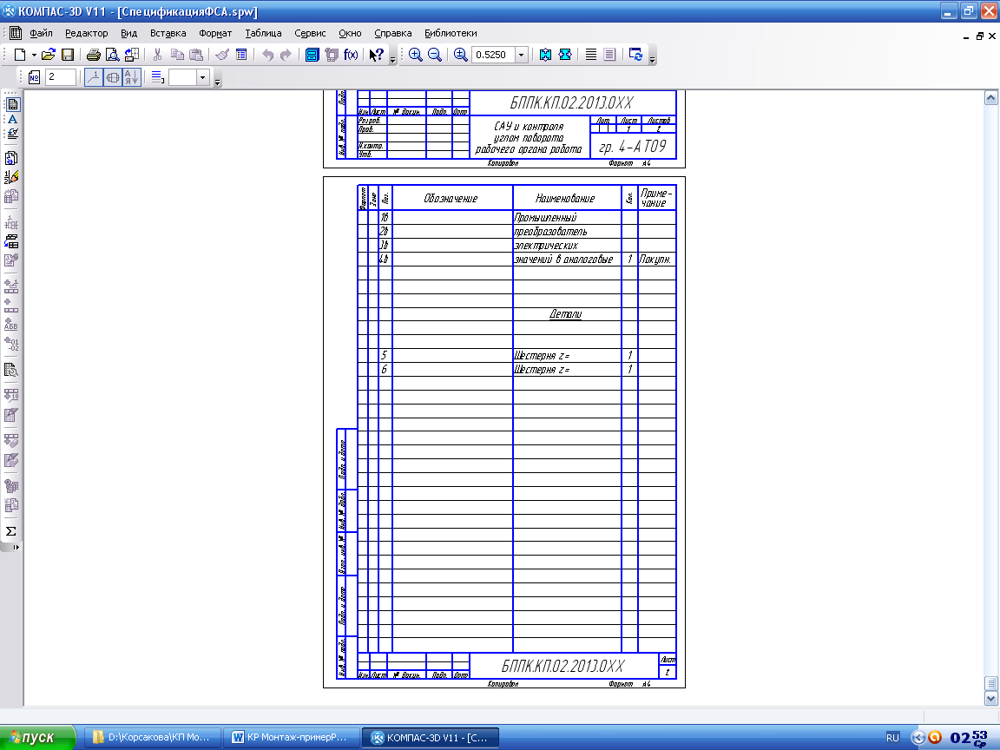 КОМПАС-3D V11 - [СпецификацияФСА.spw]
Файл Редактор Вид Вставка Формат Таблица Сервис Окно Справка Библиотеки
f(x) 0.5250
2
БППК.КП.02.2013.0ХХ
Изм Лист № докум. Подп. Дата
Разраб.
Пров.
Н.контр.
Утв.
САУ и контроля
углом поворота
рабочего органа робота
Лит Лист Листов
1 2
гр. 4-АТ09
Копировал Формат А4
Формат Зона Поз. Обозначение Наименование Кол. Приме-
чание
1б Промышленный
2б преобразователь
3б электрических
4б значений в аналоговые 1 Покупн.
Детали
5 Шестерня z= 1
6 Шестерня z= 1
Подп. и дата
Инв. № дубл.
Взам. инв. №
Подп. и дата
Инв. № подл.
БППК.КП.02.2013.0ХХ
Лист
2
Изм Лист № докум. Подп. Дата
Копировал Формат А4
пуск
D:\Корсакова\КП Мо...
КР Монтаж-примерР...
КОМПАС-3D V11 - [С...
RU
02 53
Ср